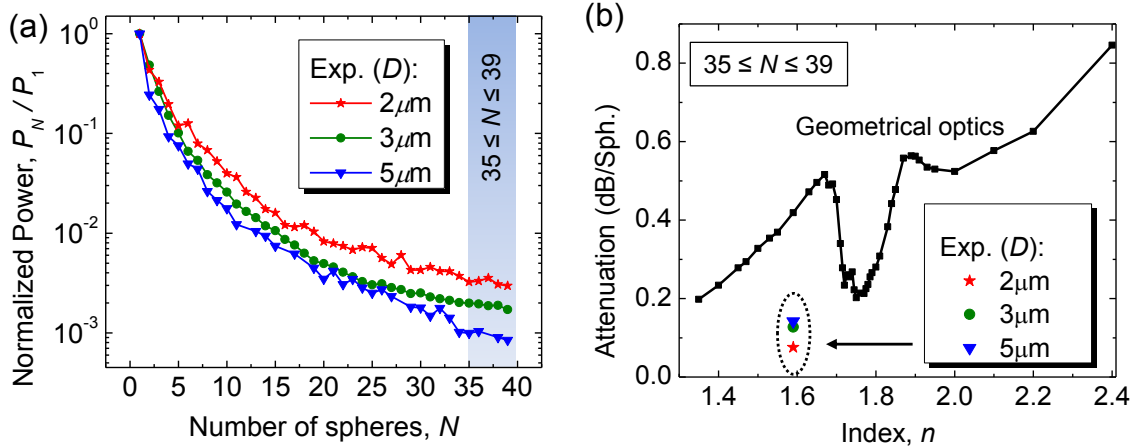 (a)
Normalized Power, P_N / P_1
10^0
10^-1
10^-2
10^-3
0 5 10 15 20 25 30 35 40
Number of spheres, N
Exp. (D):
2μm
3μm
5μm
35 ≤ N ≤ 39
(b)
Attenuation (dB/Sph.)
0.8
0.6
0.4
0.2
0.0
1.4 1.6 1.8 2.0 2.2 2.4
Index, n
35 ≤ N ≤ 39
Geometrical optics
Exp. (D):
2μm
3μm
5μm